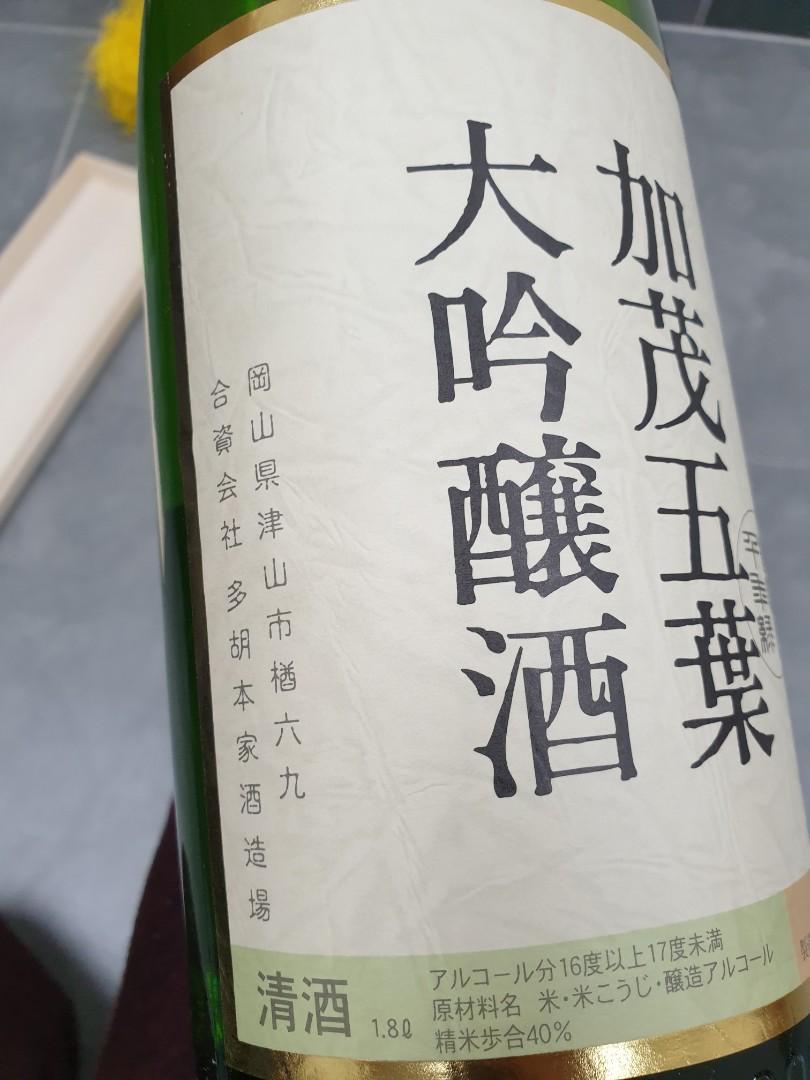 加茂五葉
大吟醸酒
岡山県津山市楢六九
合資会社 多胡本家酒造場
清酒 1.8ℓ
アルコール分16度以上17度未満
原材料名 米・米こうじ・醸造アルコール
精米歩合40%